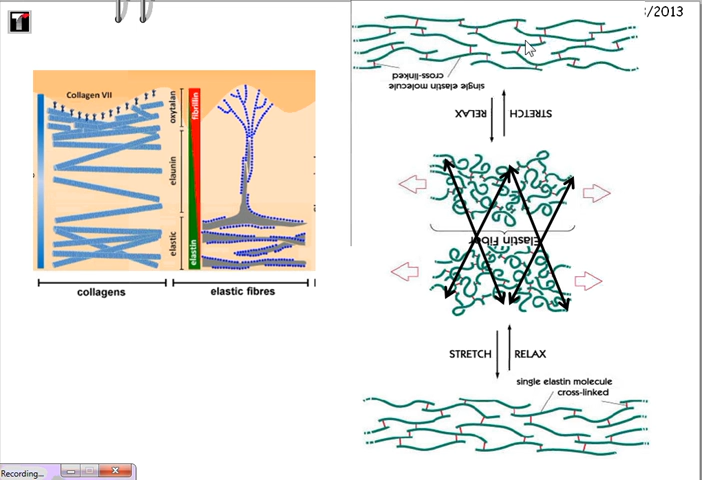 :/2013
Collagen VII
oxytalan
elaunin
elastic
fibrillin
elastin
collagens
elastic fibres
single elastin molecule
cross-linked
RELAX
STRETCH
Elastin Fiber
STRETCH
RELAX
single elastin molecule
cross-linked
Recording...